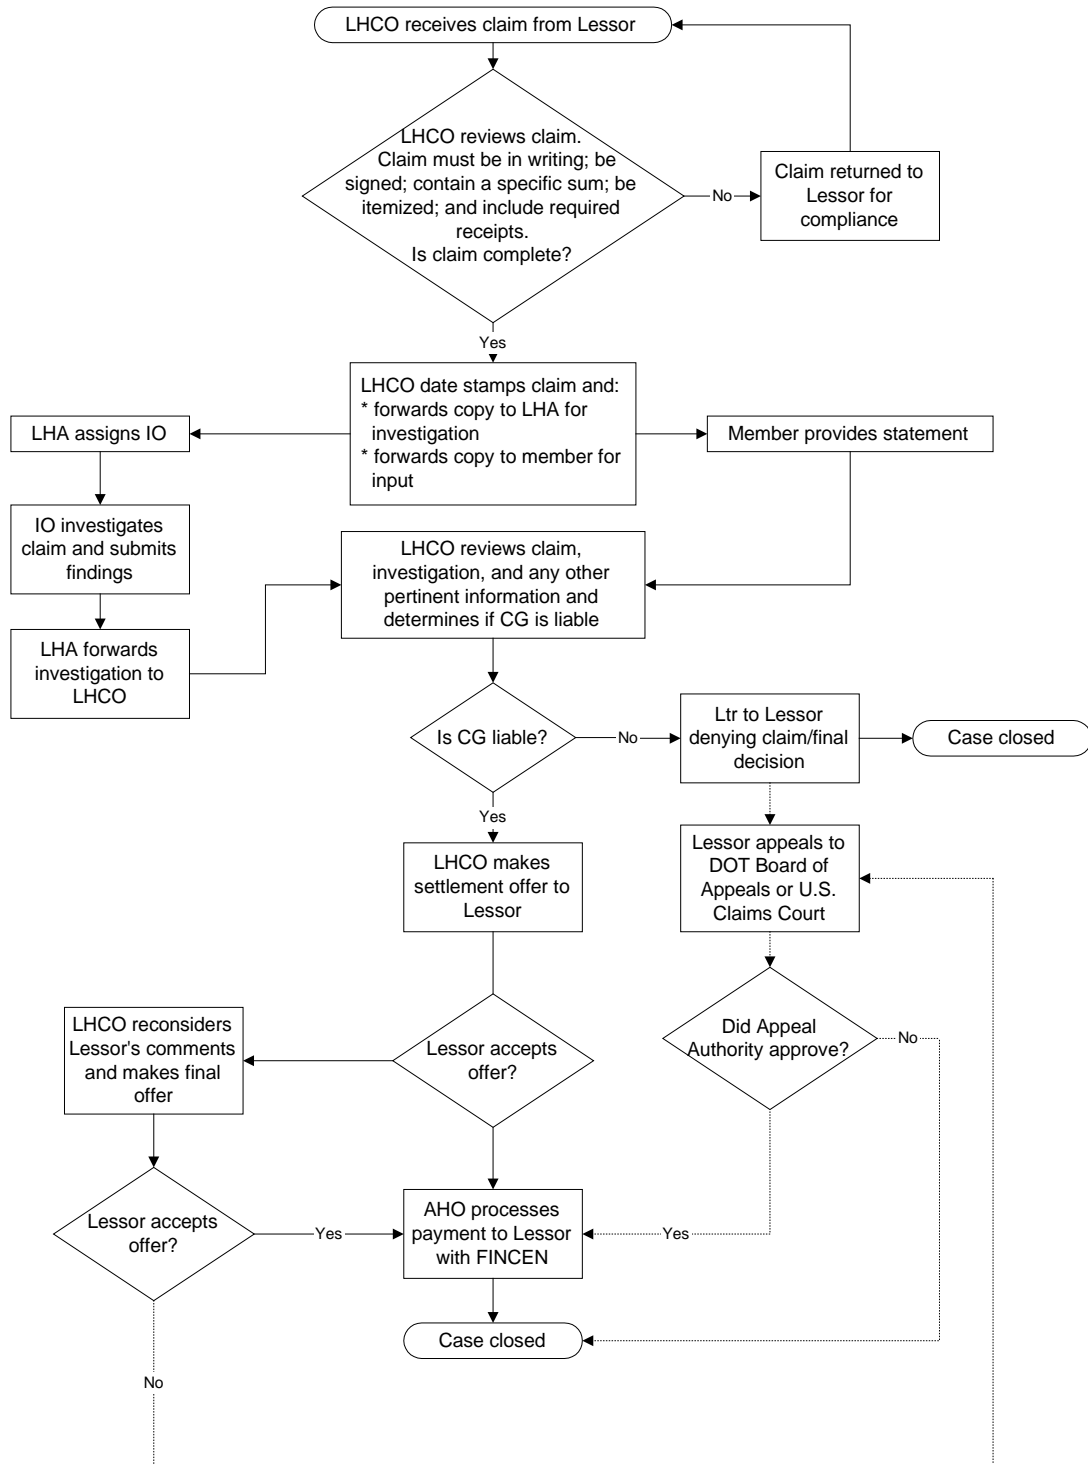 LHCO receives claim from Lessor
LHCO reviews claim.
Claim must be in writing; be
signed; contain a specific sum; be
itemized; and include required
receipts.
Is claim complete?
No
Claim returned to
Lessor for
compliance
Yes
LHCO date stamps claim and:
* forwards copy to LHA for
investigation
* forwards copy to member for
input
LHA assigns IO
Member provides statement
IO investigates
claim and submits
findings
LHCO reviews claim,
investigation, and any other
pertinent information and
determines if CG is liable
LHA forwards
investigation to
LHCO
Is CG liable?
No
Ltr to Lessor
denying claim/final
decision
Case closed
Yes
LHCO makes
settlement offer to
Lessor
Lessor appeals to
DOT Board of
Appeals or U.S.
Claims Court
LHCO reconsiders
Lessor's comments
and makes final
offer
Lessor accepts
offer?
Did Appeal
Authority approve?
No
Lessor accepts
offer?
Yes
AHO processes
payment to Lessor
with FINCEN
Yes
Case closed
No